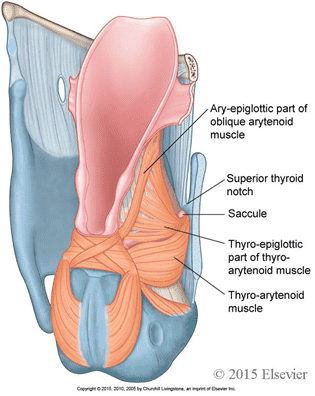 Ary-epiglottic part of
oblique arytenoid
muscle
Superior thyroid
notch
Saccule
Thyro-epiglottic
part of thyro-
arytenoid muscle
Thyro-arytenoid
muscle
© 2015 Elsevier
Copyright © 2015, 2010, 2005 by Churchill Livingstone, an imprint of Elsevier Inc.